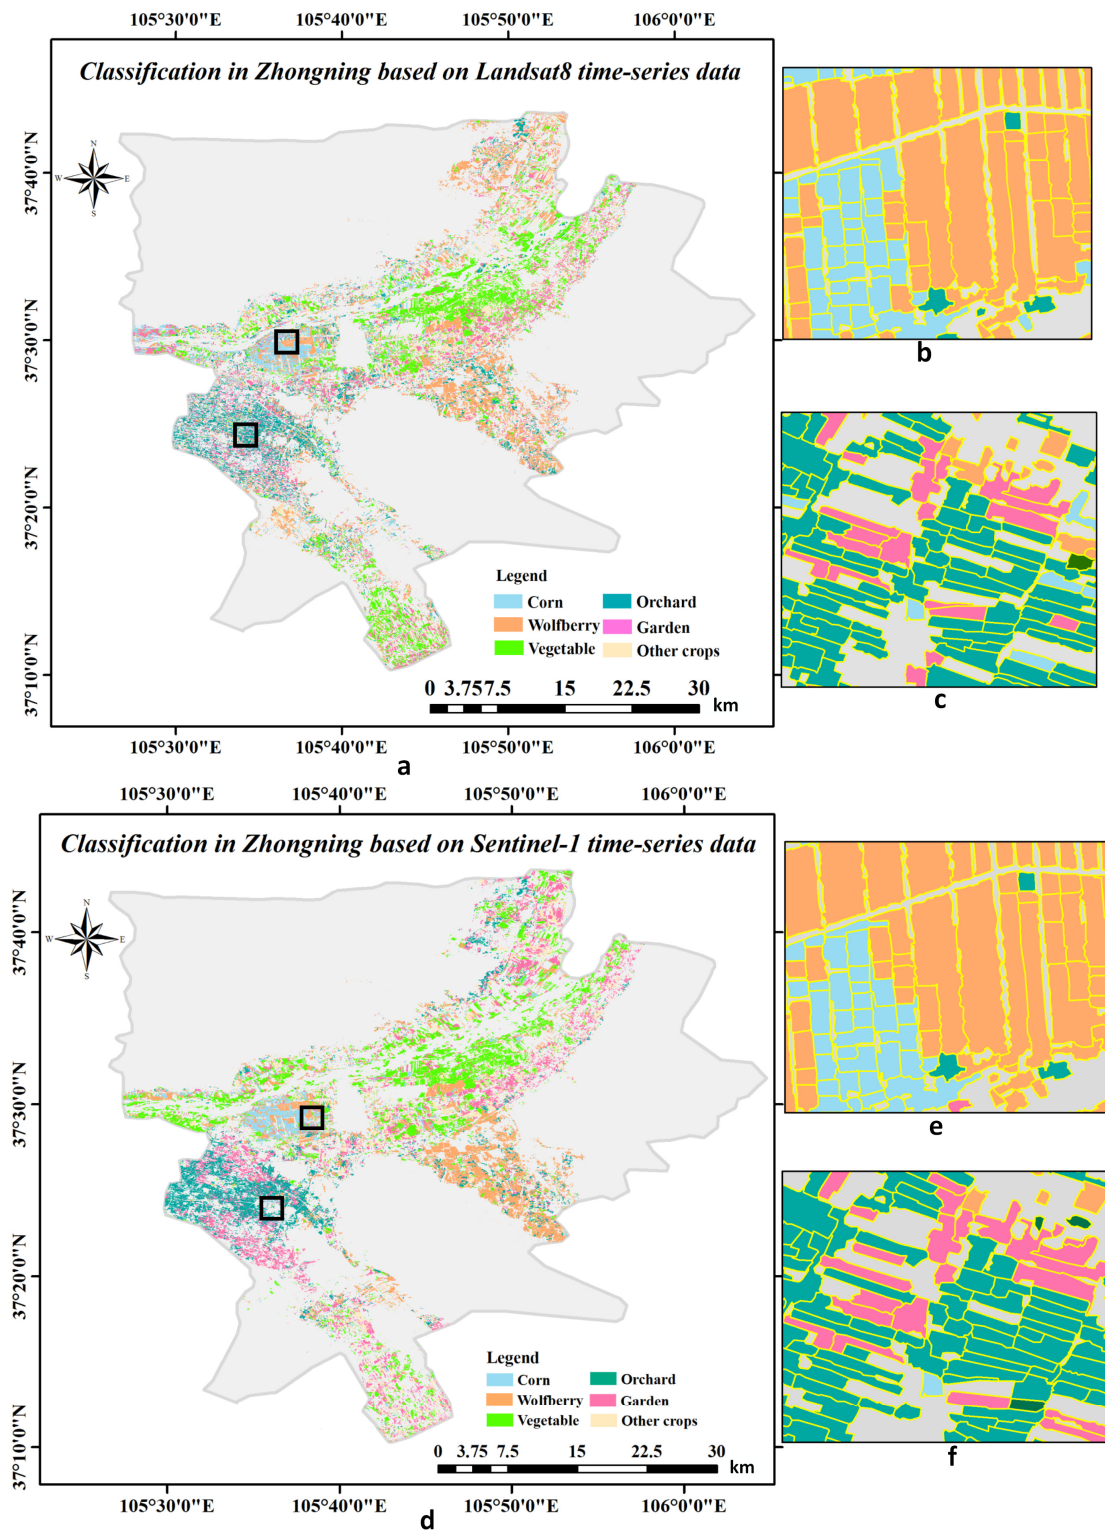 105°30'0"E 105°40'0"E 105°50'0"E 106°0'0"E
Classification in Zhongning based on Landsat8 time-series data
N
W E
S
37°40'0"N
37°30'0"N
37°20'0"N
37°10'0"N
Legend
Corn Orchard
Wolfberry Garden
Vegetable Other crops
0 3.75 7.5 15 22.5 30
km
105°30'0"E 105°40'0"E 105°50'0"E 106°0'0"E
a
b
c
105°30'0"E 105°40'0"E 105°50'0"E 106°0'0"E
Classification in Zhongning based on Sentinel-1 time-series data
N
W E
S
37°40'0"N
37°30'0"N
37°20'0"N
37°10'0"N
Legend
Corn Orchard
Wolfberry Garden
Vegetable Other crops
0 3.75 7.5 15 22.5 30
km
105°30'0"E 105°40'0"E 105°50'0"E 106°0'0"E
d
e
f